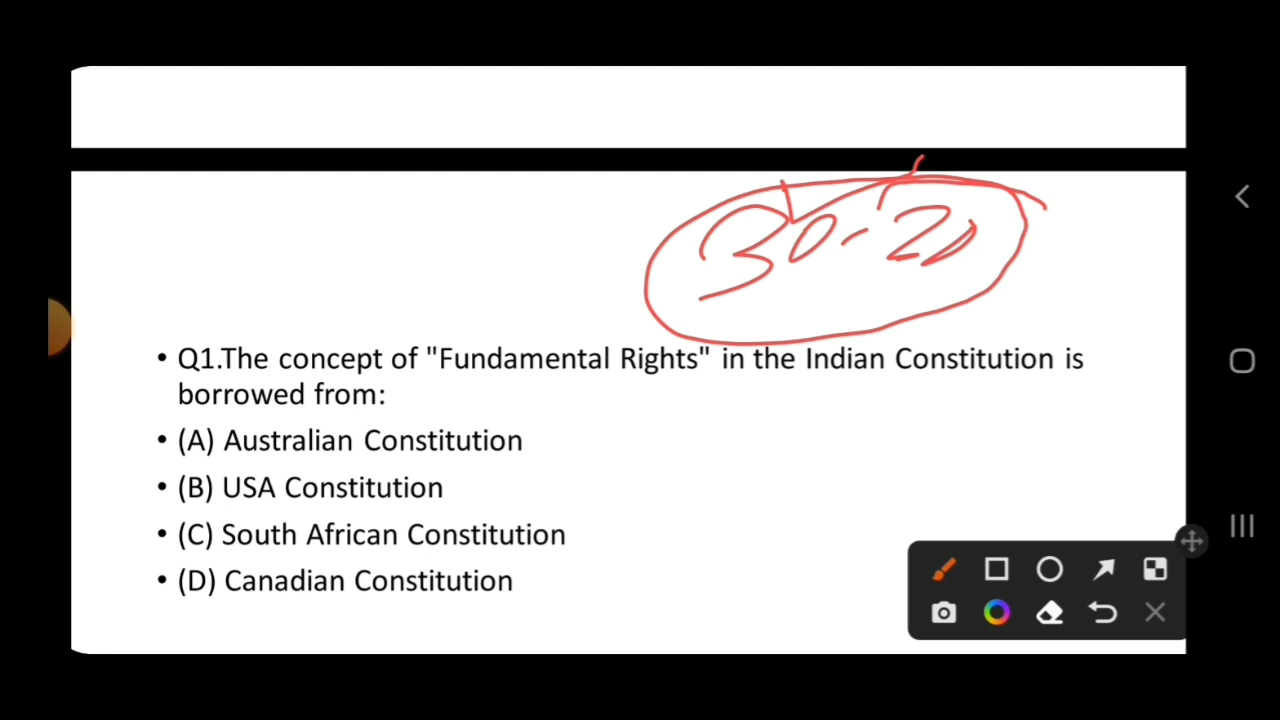 30-20
• Q1.The concept of "Fundamental Rights" in the Indian Constitution is
borrowed from:
• (A) Australian Constitution
• (B) USA Constitution
• (C) South African Constitution
• (D) Canadian Constitution